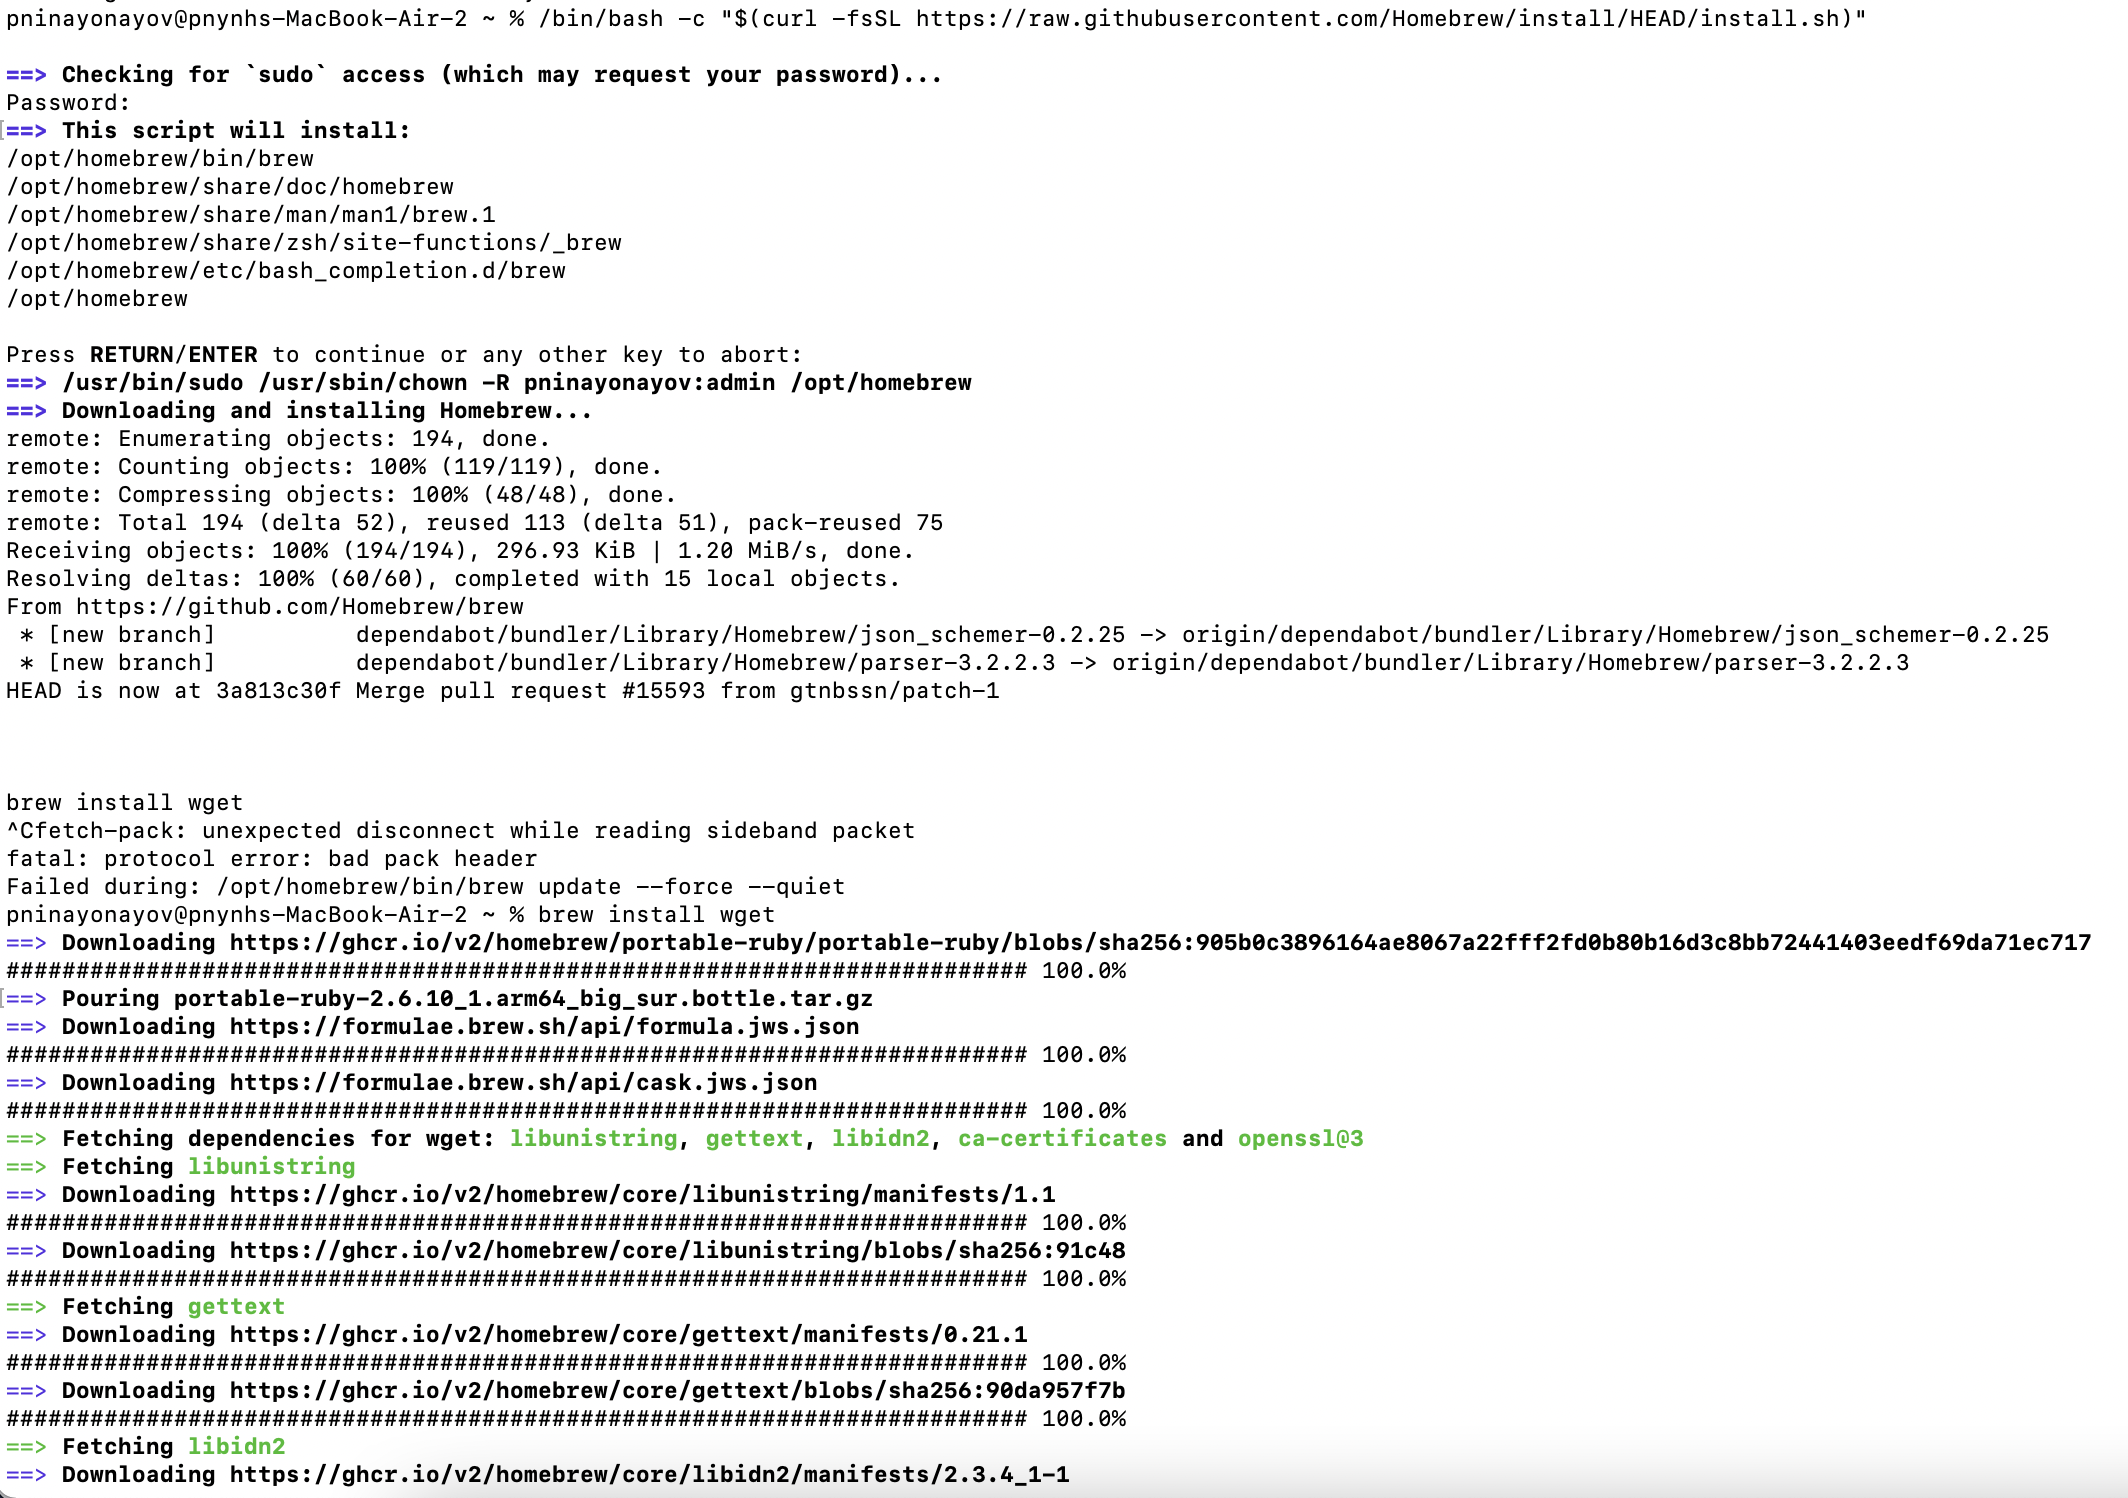 pninayonayov@pnynhs-MacBook-Air-2 ~ % /bin/bash -c "$(curl -fsSL https://raw.githubusercontent.com/Homebrew/install/HEAD/install.sh)"
==> Checking for `sudo` access (which may request your password)...
Password:
==> This script will install:
/opt/homebrew/bin/brew
/opt/homebrew/share/doc/homebrew
/opt/homebrew/share/man/man1/brew.1
/opt/homebrew/share/zsh/site-functions/_brew
/opt/homebrew/etc/bash_completion.d/brew
/opt/homebrew
Press RETURN/ENTER to continue or any other key to abort:
==> /usr/bin/sudo /usr/sbin/chown -R pninayonayov:admin /opt/homebrew
==> Downloading and installing Homebrew...
remote: Enumerating objects: 194, done.
remote: Counting objects: 100% (119/119), done.
remote: Compressing objects: 100% (48/48), done.
remote: Total 194 (delta 52), reused 113 (delta 51), pack-reused 75
Receiving objects: 100% (194/194), 296.93 KiB | 1.20 MiB/s, done.
Resolving deltas: 100% (60/60), completed with 15 local objects.
From https://github.com/Homebrew/brew
 * [new branch]          dependabot/bundler/Library/Homebrew/json_schemer-0.2.25 -> origin/dependabot/bundler/Library/Homebrew/json_schemer-0.2.25
 * [new branch]          dependabot/bundler/Library/Homebrew/parser-3.2.2.3 -> origin/dependabot/bundler/Library/Homebrew/parser-3.2.2.3
HEAD is now at 3a813c30f Merge pull request #15593 from gtnbssn/patch-1
brew install wget
^Cfetch-pack: unexpected disconnect while reading sideband packet
fatal: protocol error: bad pack header
Failed during: /opt/homebrew/bin/brew update --force --quiet
pninayonayov@pnynhs-MacBook-Air-2 ~ % brew install wget
==> Downloading https://ghcr.io/v2/homebrew/portable-ruby/portable-ruby/blobs/sha256:905b0c3896164ae8067a22fff2fd0b80b16d3c8bb72441403eedf69da71ec717
######################################################################### 100.0%
==> Pouring portable-ruby-2.6.10_1.arm64_big_sur.bottle.tar.gz
==> Downloading https://formulae.brew.sh/api/formula.jws.json
######################################################################### 100.0%
==> Downloading https://formulae.brew.sh/api/cask.jws.json
######################################################################### 100.0%
==> Fetching dependencies for wget: libunistring, gettext, libidn2, ca-certificates and openssl@3
==> Fetching libunistring
==> Downloading https://ghcr.io/v2/homebrew/core/libunistring/manifests/1.1
######################################################################### 100.0%
==> Downloading https://ghcr.io/v2/homebrew/core/libunistring/blobs/sha256:91c48
######################################################################### 100.0%
==> Fetching gettext
==> Downloading https://ghcr.io/v2/homebrew/core/gettext/manifests/0.21.1
######################################################################### 100.0%
==> Downloading https://ghcr.io/v2/homebrew/core/gettext/blobs/sha256:90da957f7b
######################################################################### 100.0%
==> Fetching libidn2
==> Downloading https://ghcr.io/v2/homebrew/core/libidn2/manifests/2.3.4_1-1